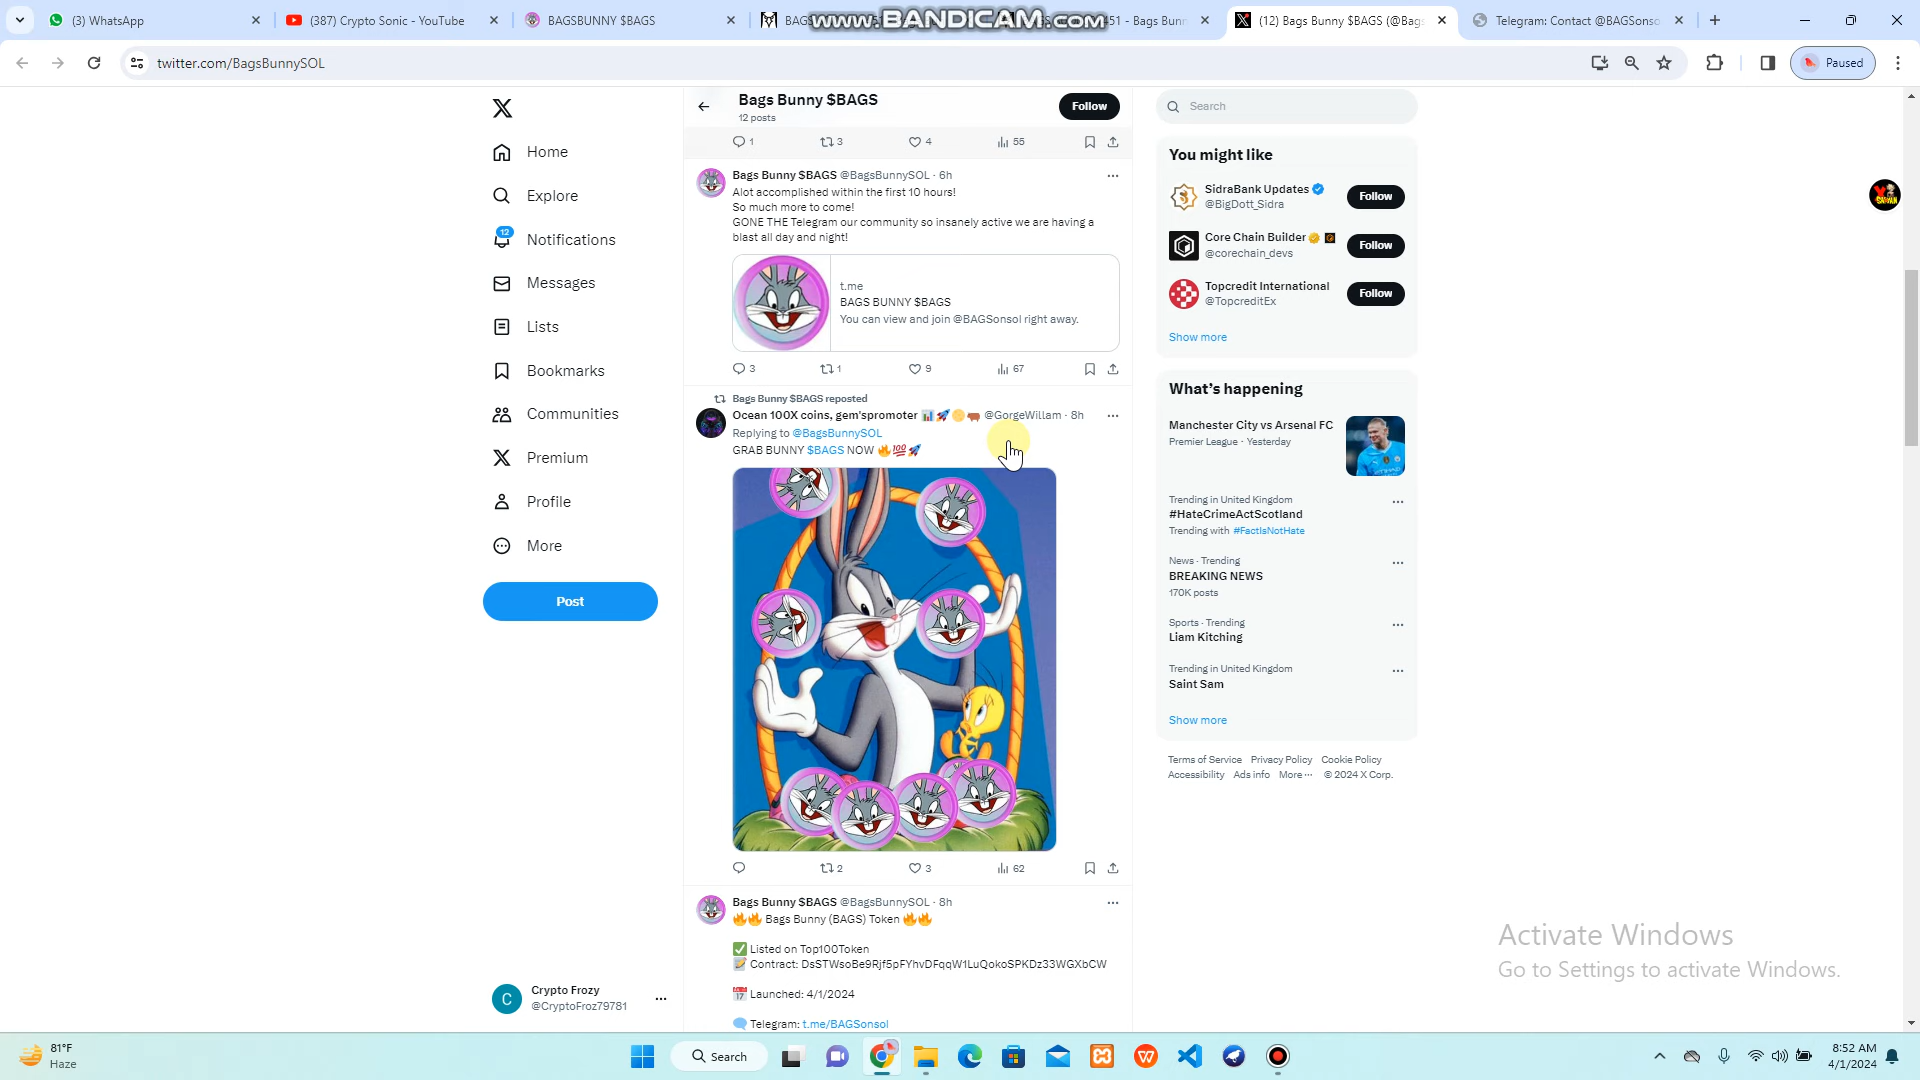 (3) WhatsApp
(387) Crypto Sonic - YouTube
BAGSBUNNY $BAGS
www.BANDICAM.com
451 - Bags Bunn
(12) Bags Bunny $BAGS (@Bags
Telegram: Contact @BAGSonso
twitter.com/BagsBunnySOL
Paused
Home
Explore
12
Notifications
Messages
Lists
Bookmarks
Communities
Premium
Profile
More
Post
Crypto Frozy
@CryptoFroz79781
Bags Bunny $BAGS
12 posts
Follow
1 3 4 55
Bags Bunny $BAGS @BagsBunnySOL · 6h
Alot accomplished within the first 10 hours!
So much more to come!
GONE THE Telegram our community so insanely active we are having a
blast all day and night!
t.me
BAGS BUNNY $BAGS
You can view and join @BAGSonsol right away.
3 1 9 67
Bags Bunny $BAGS reposted
Ocean 100X coins, gem'spromoter 📊🚀🌕🐂 @GorgeWillam · 8h
Replying to @BagsBunnySOL
GRAB BUNNY $BAGS NOW 🔥💯🚀
2 3 62
Bags Bunny $BAGS @BagsBunnySOL · 8h
🔥🔥 Bags Bunny (BAGS) Token 🔥🔥
✅ Listed on Top100Token
📝 Contract: DsSTWsoBe9Rjf5pFYhvDFqqW1LuQokoSPKDz33WGXbCW
📅 Launched: 4/1/2024
🗨 Telegram: t.me/BAGSonsol
Search
You might like
SidraBank Updates
@BigDott_Sidra
Follow
Core Chain Builder
@corechain_devs
Follow
Topcredit International
@TopcreditEx
Follow
Show more
What's happening
Manchester City vs Arsenal FC
Premier League · Yesterday
Trending in United Kingdom
#HateCrimeActScotland
Trending with #FactIsNotHate
News · Trending
BREAKING NEWS
170K posts
Sports · Trending
Liam Kitching
Trending in United Kingdom
Saint Sam
Show more
Terms of Service Privacy Policy Cookie Policy
Accessibility Ads info More ··· © 2024 X Corp.
Activate Windows
Go to Settings to activate Windows.
81°F
Haze
Search
8:52 AM
4/1/2024